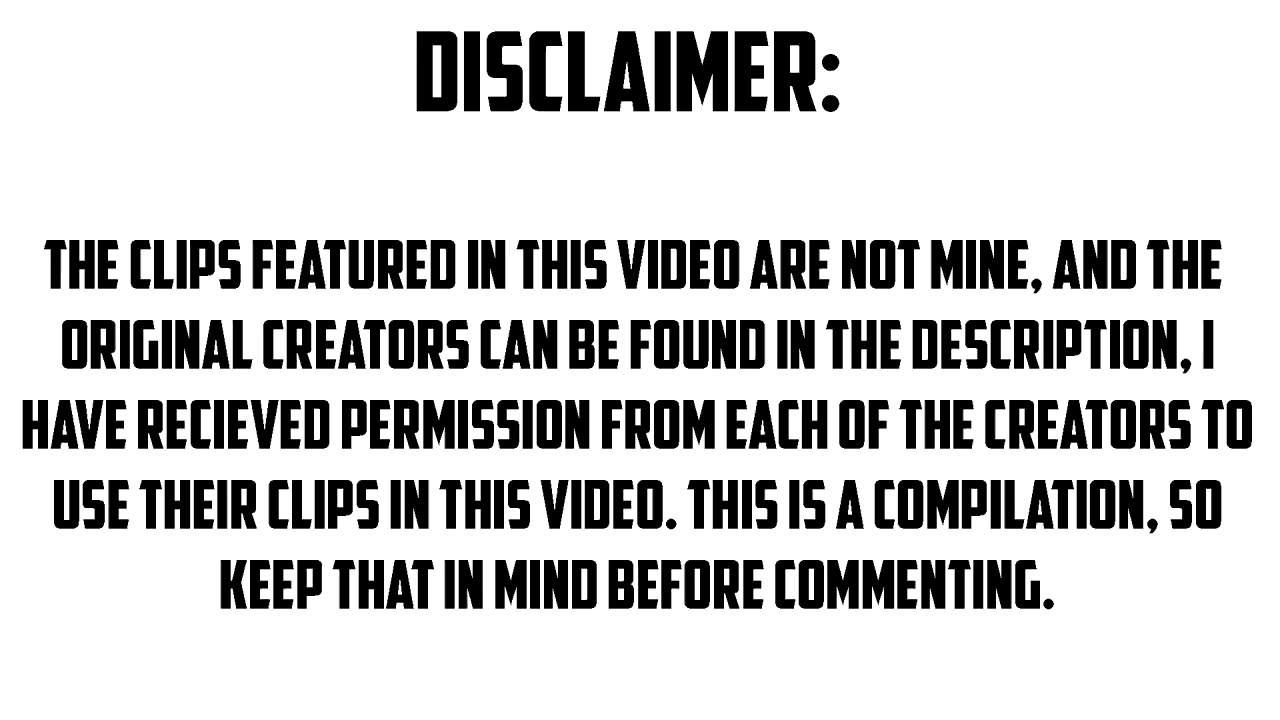 DISCLAIMER:
THE CLIPS FEATURED IN THIS VIDEO ARE NOT MINE, AND THE
ORIGINAL CREATORS CAN BE FOUND IN THE DESCRIPTION, I
HAVE RECIEVED PERMISSION FROM EACH OF THE CREATORS TO
USE THEIR CLIPS IN THIS VIDEO. THIS IS A COMPILATION, SO
KEEP THAT IN MIND BEFORE COMMENTING.